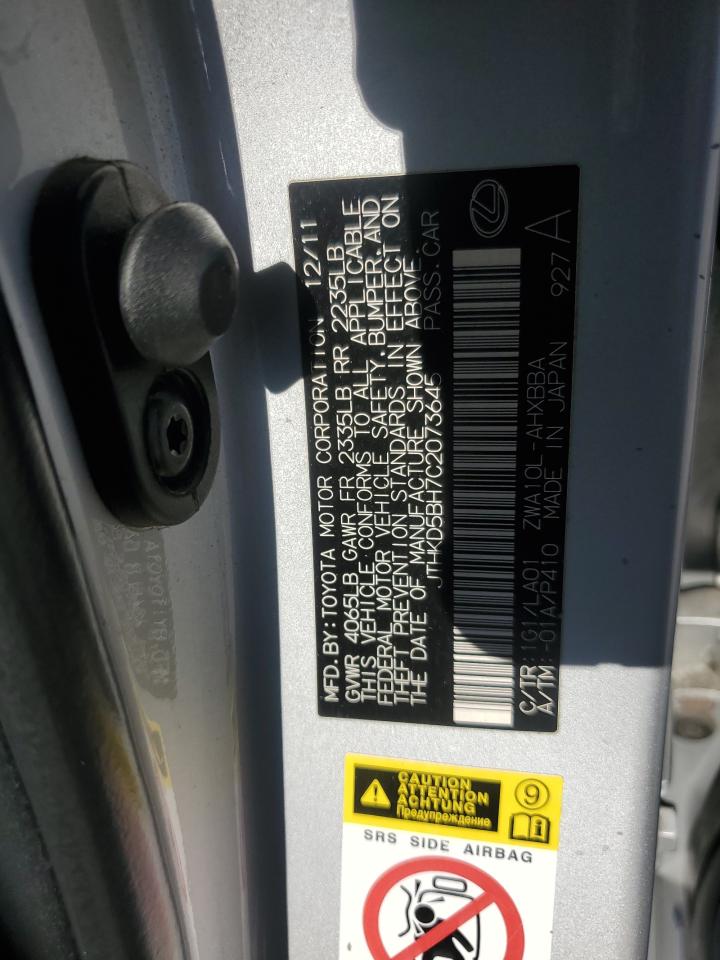 MFD. BY: TOYOTA MOTOR CORPORATION 12/11
GVWR 4065LB GAWR FR 2335LB RR 2235LB
THIS VEHICLE CONFORMS TO ALL APPLICABLE
FEDERAL MOTOR VEHICLE SAFETY, BUMPER, AND
THEFT PREVENTION STANDARDS IN EFFECT ON
THE DATE OF MANUFACTURE SHOWN ABOVE.
JTHKD5BH7C2073645 PASS. CAR
C/TR: 1G1/LA01 ZWA10L-AHXBBA 927 A
A/TM: -01A/P410 MADE IN JAPAN
CAUTION
ATTENTION
ACHTUNG
Предупреждение
9
i
SRS SIDE AIRBAG